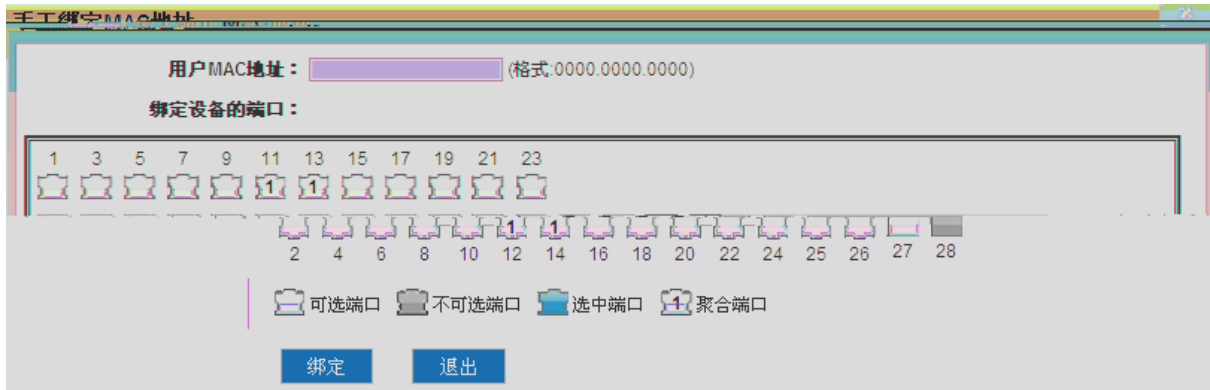 手工绑定MAC地址
用户MAC地址： (格式:0000.0000.0000)
绑定设备的端口：
1 3 5 7 9 11 13 15 17 19 21 23
1 1
1 1
2 4 6 8 10 12 14 16 18 20 22 24 25 26 27 28
可选端口 不可选端口 选中端口 1 聚合端口
绑定 退出